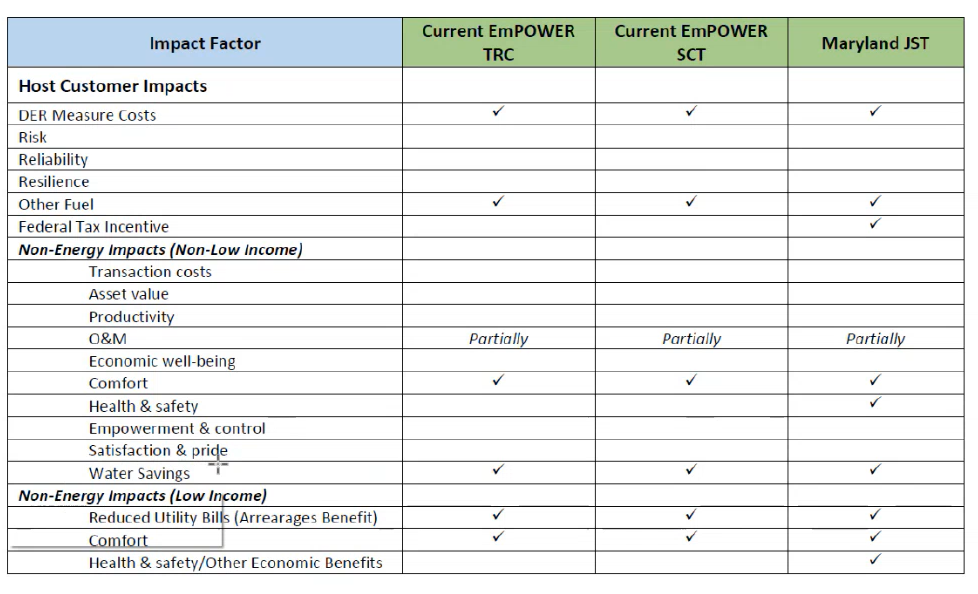 Impact Factor Current EmPOWER TRC Current EmPOWER SCT Maryland JST
Host Customer Impacts
DER Measure Costs ✓ ✓ ✓
Risk
Reliability
Resilience
Other Fuel ✓ ✓ ✓
Federal Tax Incentive ✓
Non-Energy Impacts (Non-Low Income)
Transaction costs
Asset value
Productivity
O&M Partially Partially Partially
Economic well-being
Comfort ✓ ✓ ✓
Health & safety ✓
Empowerment & control
Satisfaction & pride
Water Savings ✓ ✓ ✓
Non-Energy Impacts (Low Income)
Reduced Utility Bills (Arrearages Benefit) ✓ ✓ ✓
Comfort ✓ ✓ ✓
Health & safety/Other Economic Benefits ✓